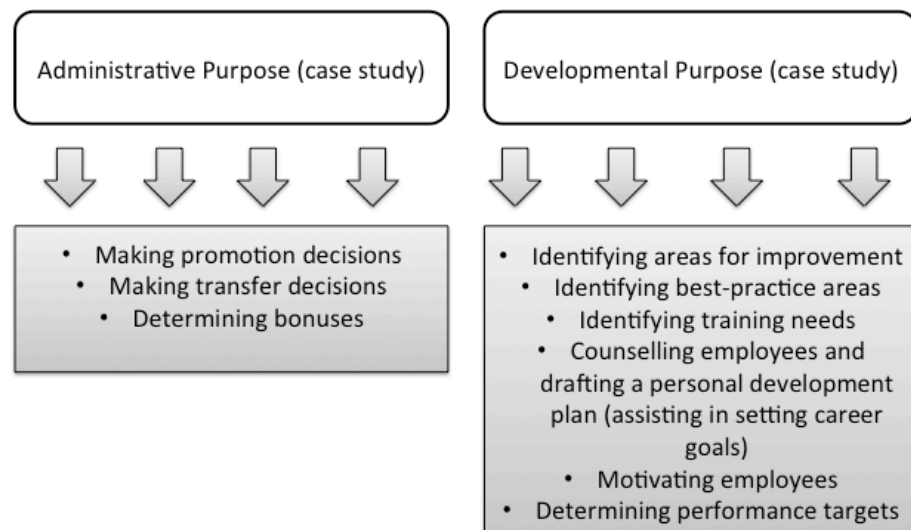 Administrative Purpose (case study)
• Making promotion decisions
• Making transfer decisions
• Determining bonuses
Developmental Purpose (case study)
• Identifying areas for improvement
• Identifying best-practice areas
• Identifying training needs
• Counselling employees and
drafting a personal development
plan (assisting in setting career
goals)
• Motivating employees
• Determining performance targets